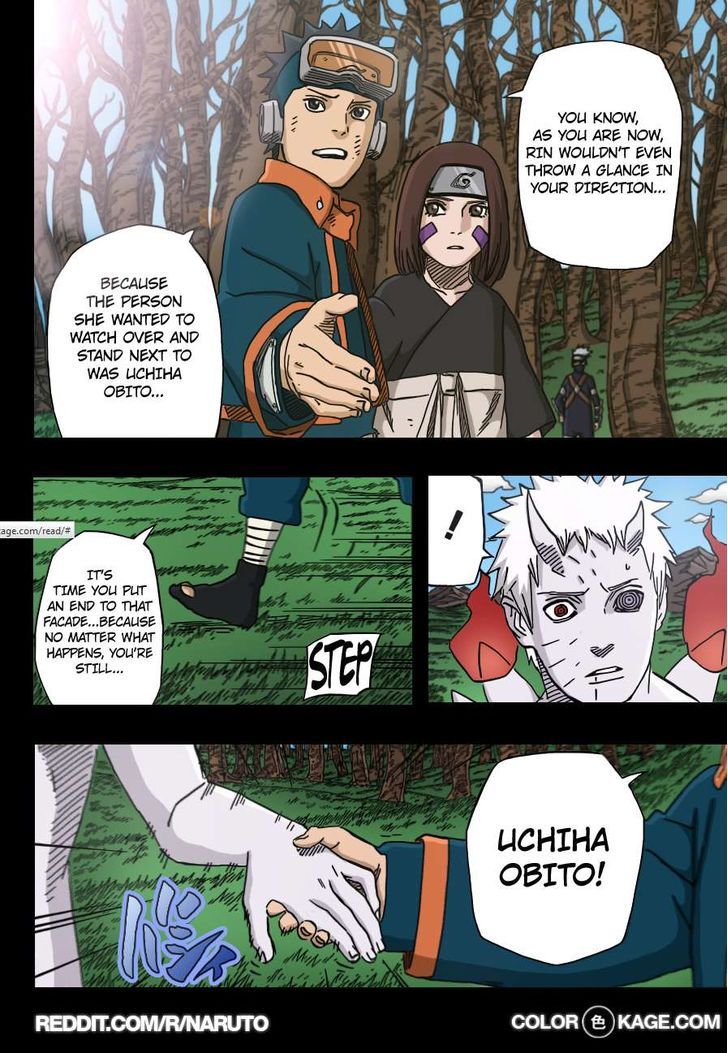 YOU KNOW,
AS YOU ARE NOW,
RIN WOULDN'T EVEN
THROW A GLANCE IN
YOUR DIRECTION...
BECAUSE
THE PERSON
SHE WANTED TO
WATCH OVER AND
STAND NEXT TO
WAS UCHIHA
OBITO...
!
kage.com/read/#
IT'S
TIME YOU PUT
AN END TO THAT
FACADE...BECAUSE
NO MATTER WHAT
HAPPENS, YOU'RE
STILL...
STEP
UCHIHA
OBITO!
REDDIT.COM/R/NARUTO
COLOR 色 KAGE.COM